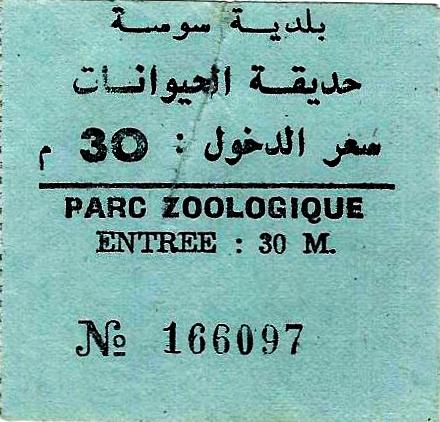 بلدية سوسة
حديقة الحيوانات
سعر الدخول : 30 م
PARC ZOOLOGIQUE
ENTREE : 30 M.
№ 166097